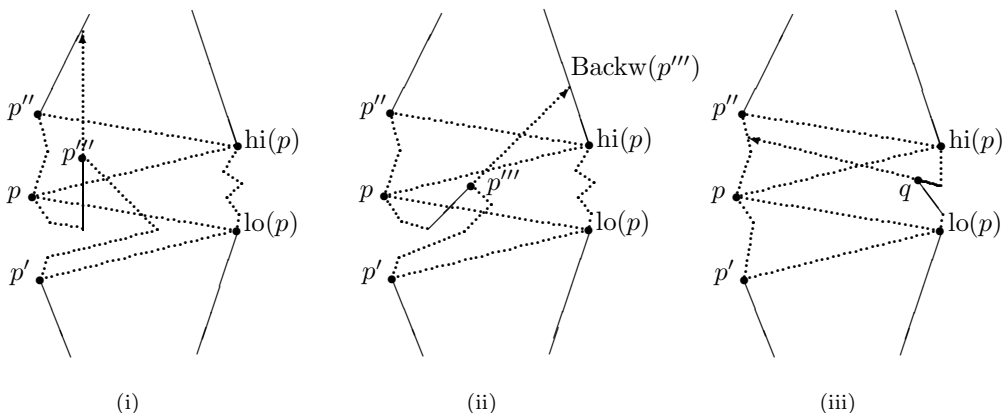 p′′
p′′′
hi(p)
p
lo(p)
p′
(i)
Backw(p′′′)
p′′
hi(p)
p
p′′′
lo(p)
p′
(ii)
p′′
hi(p)
p
q
lo(p)
p′
(iii)